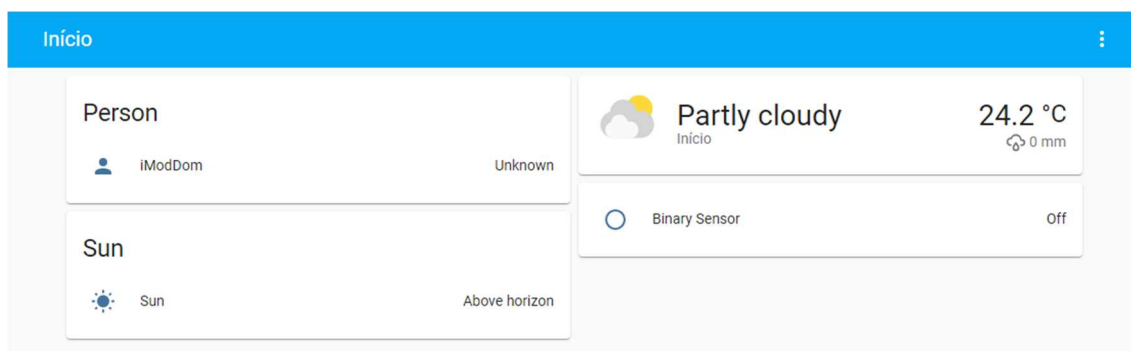 Início
Person
iModDom Unknown
Sun
Sun Above horizon
Partly cloudy 24.2 °C
Início 0 mm
Binary Sensor Off